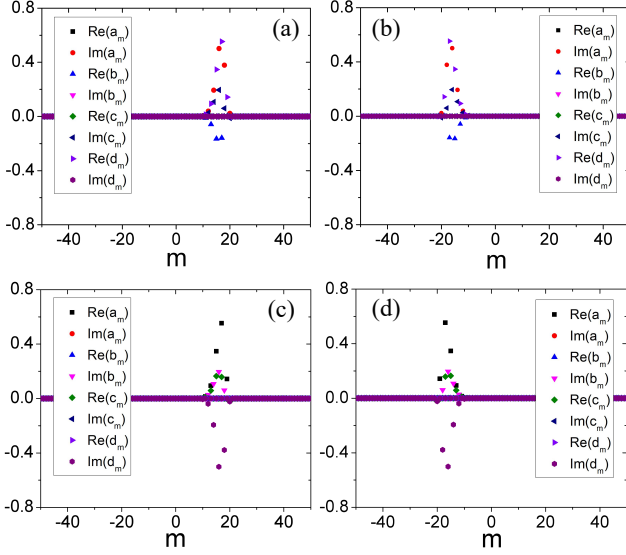 (a)
0.8
0.4
0.0
-0.4
-0.8
Re(a_m)
Im(a_m)
Re(b_m)
Im(b_m)
Re(c_m)
Im(c_m)
Re(d_m)
Im(d_m)
-40 -20 0 20 40
m
(b)
0.8
0.4
0.0
-0.4
-0.8
Re(a_m)
Im(a_m)
Re(b_m)
Im(b_m)
Re(c_m)
Im(c_m)
Re(d_m)
Im(d_m)
-40 -20 0 20 40
m
(c)
0.8
0.4
0.0
-0.4
-0.8
Re(a_m)
Im(a_m)
Re(b_m)
Im(b_m)
Re(c_m)
Im(c_m)
Re(d_m)
Im(d_m)
-40 -20 0 20 40
m
(d)
0.8
0.4
0.0
-0.4
-0.8
Re(a_m)
Im(a_m)
Re(b_m)
Im(b_m)
Re(c_m)
Im(c_m)
Re(d_m)
Im(d_m)
-40 -20 0 20 40
m